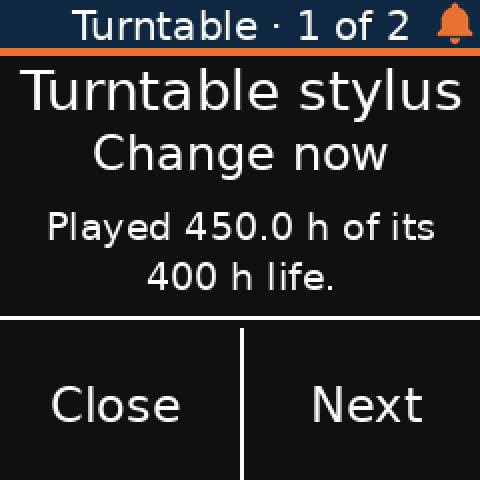 Turntable · 1 of 2
Turntable stylus
Change now
Played 450.0 h of its
400 h life.
Close
Next